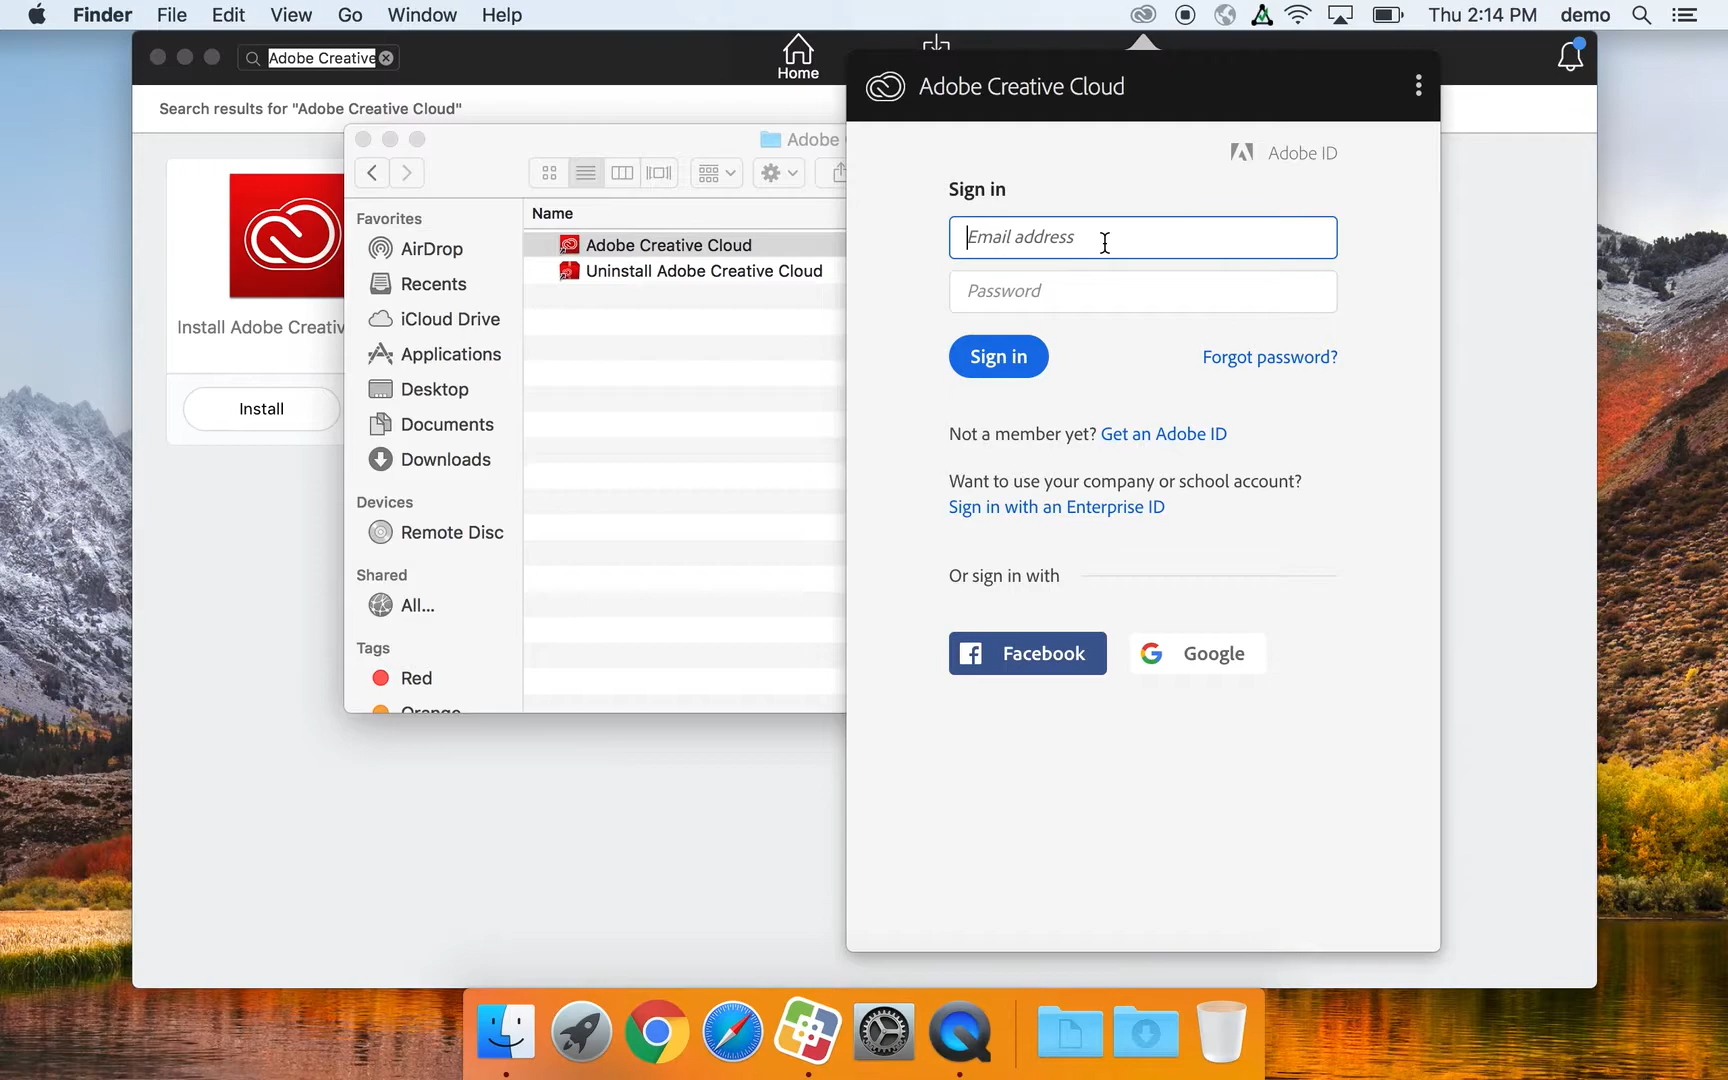 Finder File Edit View Go Window Help Thu 2:14 PM demo
Adobe Creative
Home
Search results for "Adobe Creative Cloud"
Install Adobe
Install
Adobe
Favorites
AirDrop
Recents
iCloud Drive
Applications
Desktop
Documents
Downloads
Devices
Remote Disc
Shared
All...
Tags
Red
Orange
Name
Adobe Creative Cloud
Uninstall Adobe Creative Cloud
Adobe Creative Cloud
Adobe ID
Sign in
Email address
Password
Sign in Forgot password?
Not a member yet? Get an Adobe ID
Want to use your company or school account?
Sign in with an Enterprise ID
Or sign in with
Facebook Google